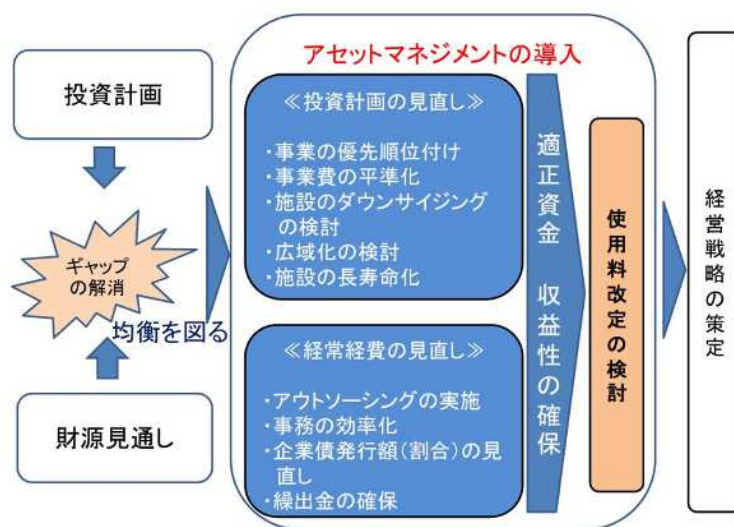 投資計画
ギャップ
の解消
均衡を図る
財源見通し
アセットマネジメントの導入
≪投資計画の見直し≫
・事業の優先順位付け
・事業費の平準化
・施設のダウンサイジング
の検討
・広域化の検討
・施設の長寿命化
≪経常経費の見直し≫
・アウトソーシングの実施
・事務の効率化
・企業債発行額(割合)の見
直し
・繰出金の確保
適正資金 収益性の確保
使用料改定の検討
経営戦略の策定